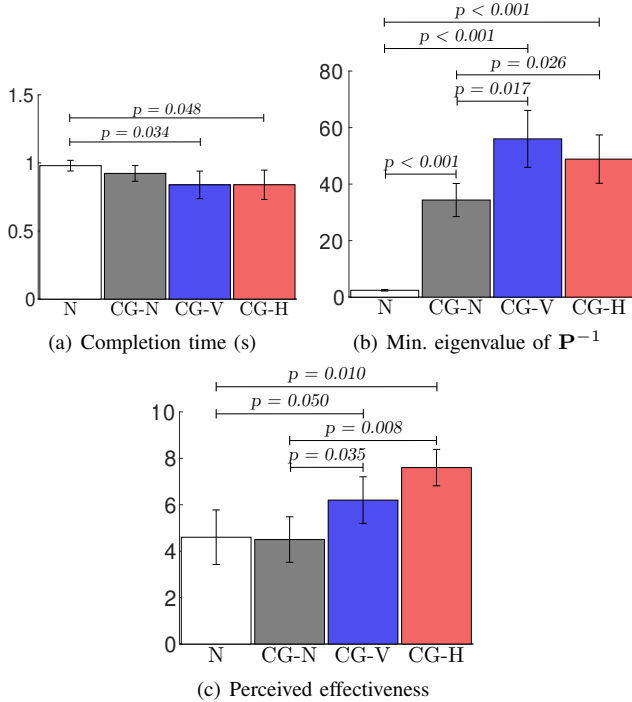 p < 0.001
p < 0.001
p = 0.026
p = 0.017
p < 0.001
80
60
40
20
0
N CG-N CG-V CG-H
(b) Min. eigenvalue of P⁻¹
1.5
1
0.5
0
p = 0.048
p = 0.034
N CG-N CG-V CG-H
(a) Completion time (s)
p = 0.010
p = 0.050
p = 0.008
p = 0.035
10
8
6
4
2
0
N CG-N CG-V CG-H
(c) Perceived effectiveness